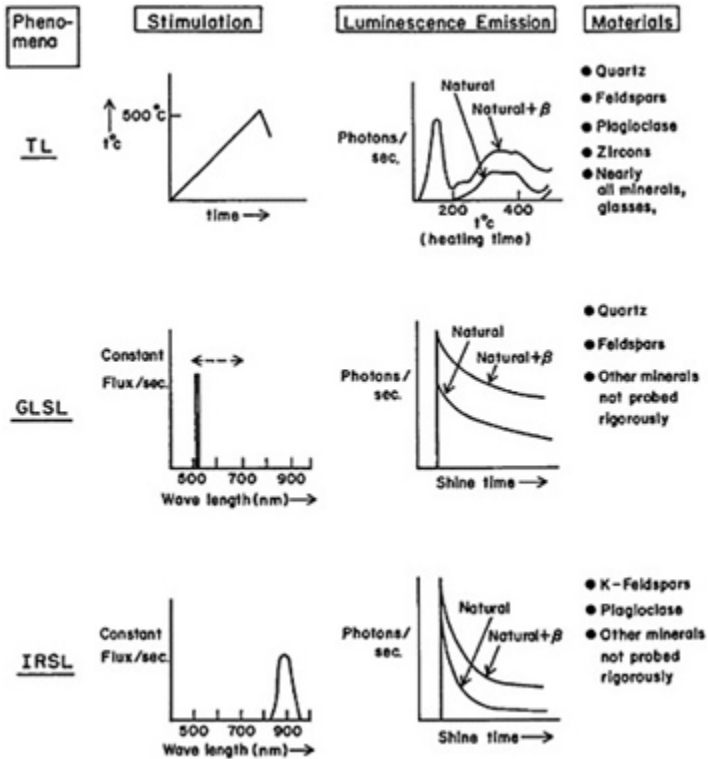 Pheno-
mena
Stimulation
Luminescence Emission
Materials
TL
500°c
t°c
time →
Photons/
sec.
Natural
Natural+β
200
400
t°c
(heating time)
● Quartz
● Feldspars
● Plagioclase
● Zircons
● Nearly
all minerals,
glasses,
GLSL
Constant
Flux/sec.
500
700
900
Wave length(nm)→
Photons/
sec.
Natural
Natural+β
Shine time →
● Quartz
● Feldspars
● Other minerals
not probed
rigorously
IRSL
Constant
Flux/sec.
500
700
900
Wave length(nm)→
Photons/
sec.
Natural
Natural+β
Shine time →
● K-Feldspars
● Plagioclase
● Other minerals
not probed
rigorously